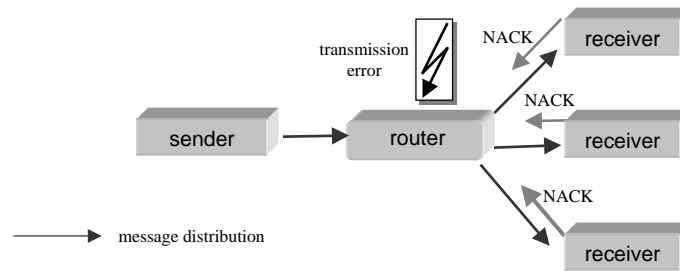 NACK
receiver
transmission
error
NACK
sender
router
receiver
NACK
message distribution
receiver